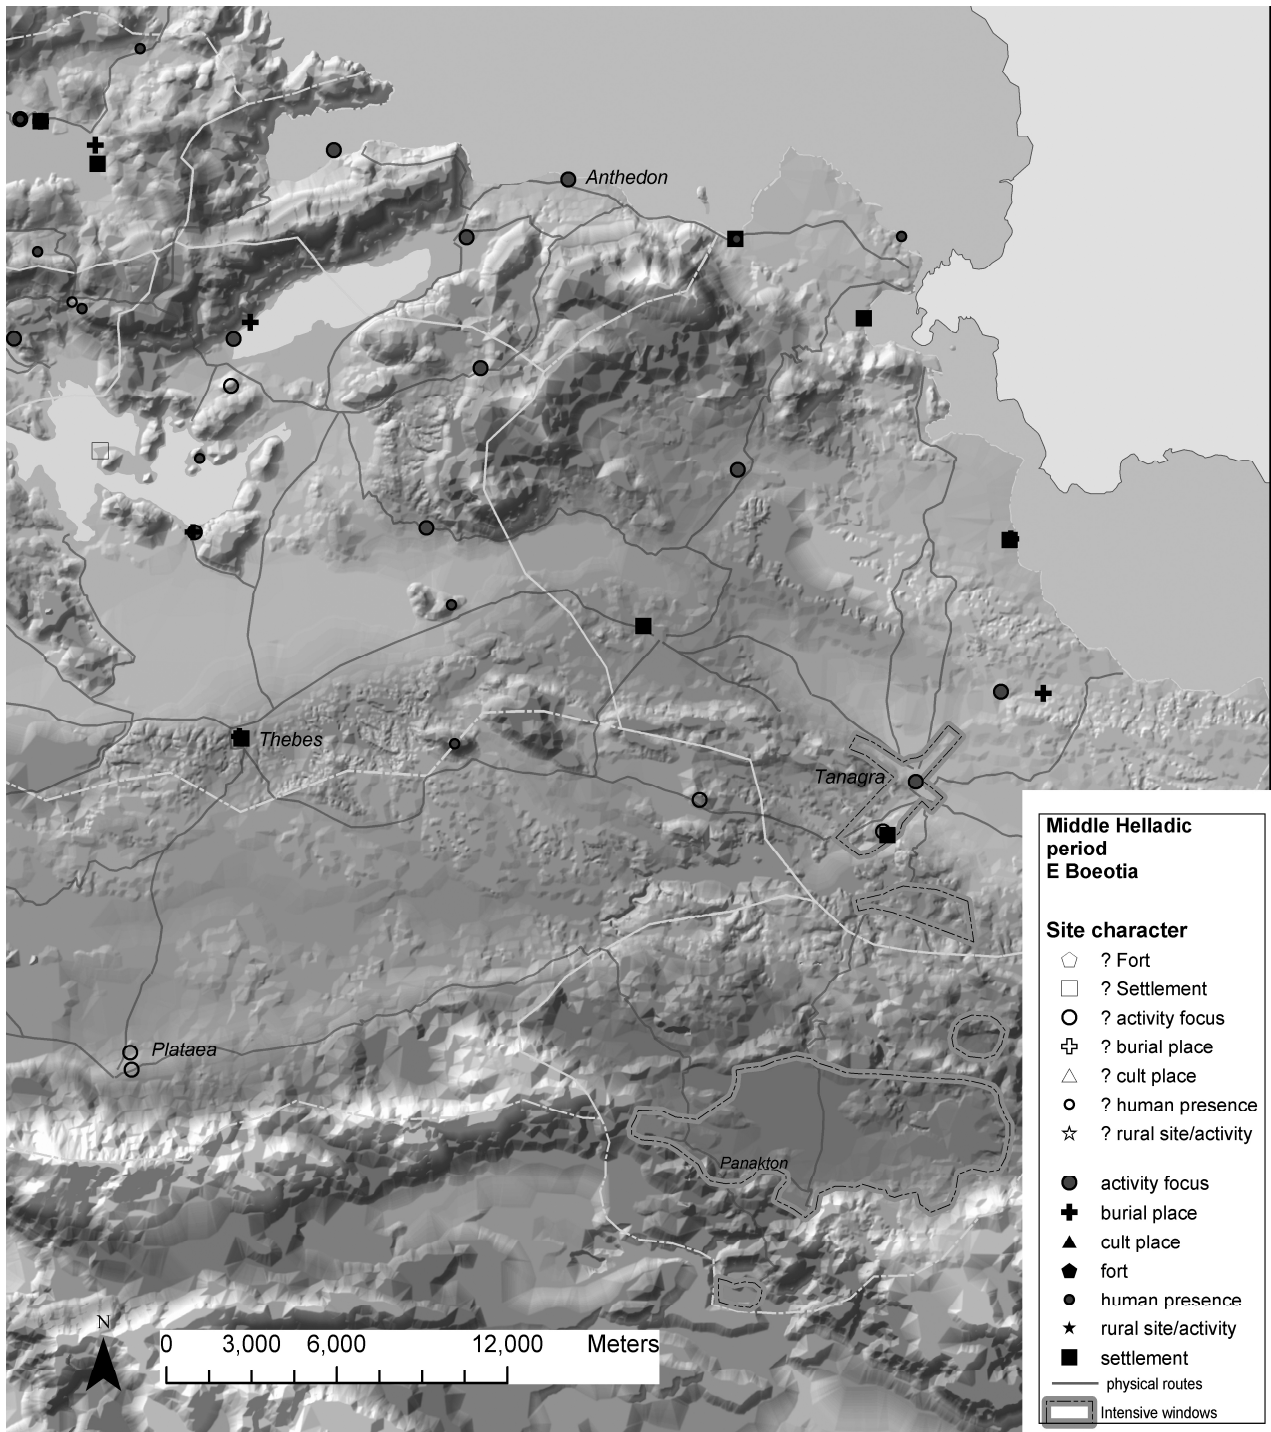 Anthedon
Thebes
Tanagra
Plataea
Panakton
N
0 3,000 6,000 12,000 Meters
Middle Helladic
period
E Boeotia
Site character
? Fort
? Settlement
? activity focus
? burial place
? cult place
? human presence
? rural site/activity
activity focus
burial place
cult place
fort
human presence
rural site/activity
settlement
physical routes
Intensive windows